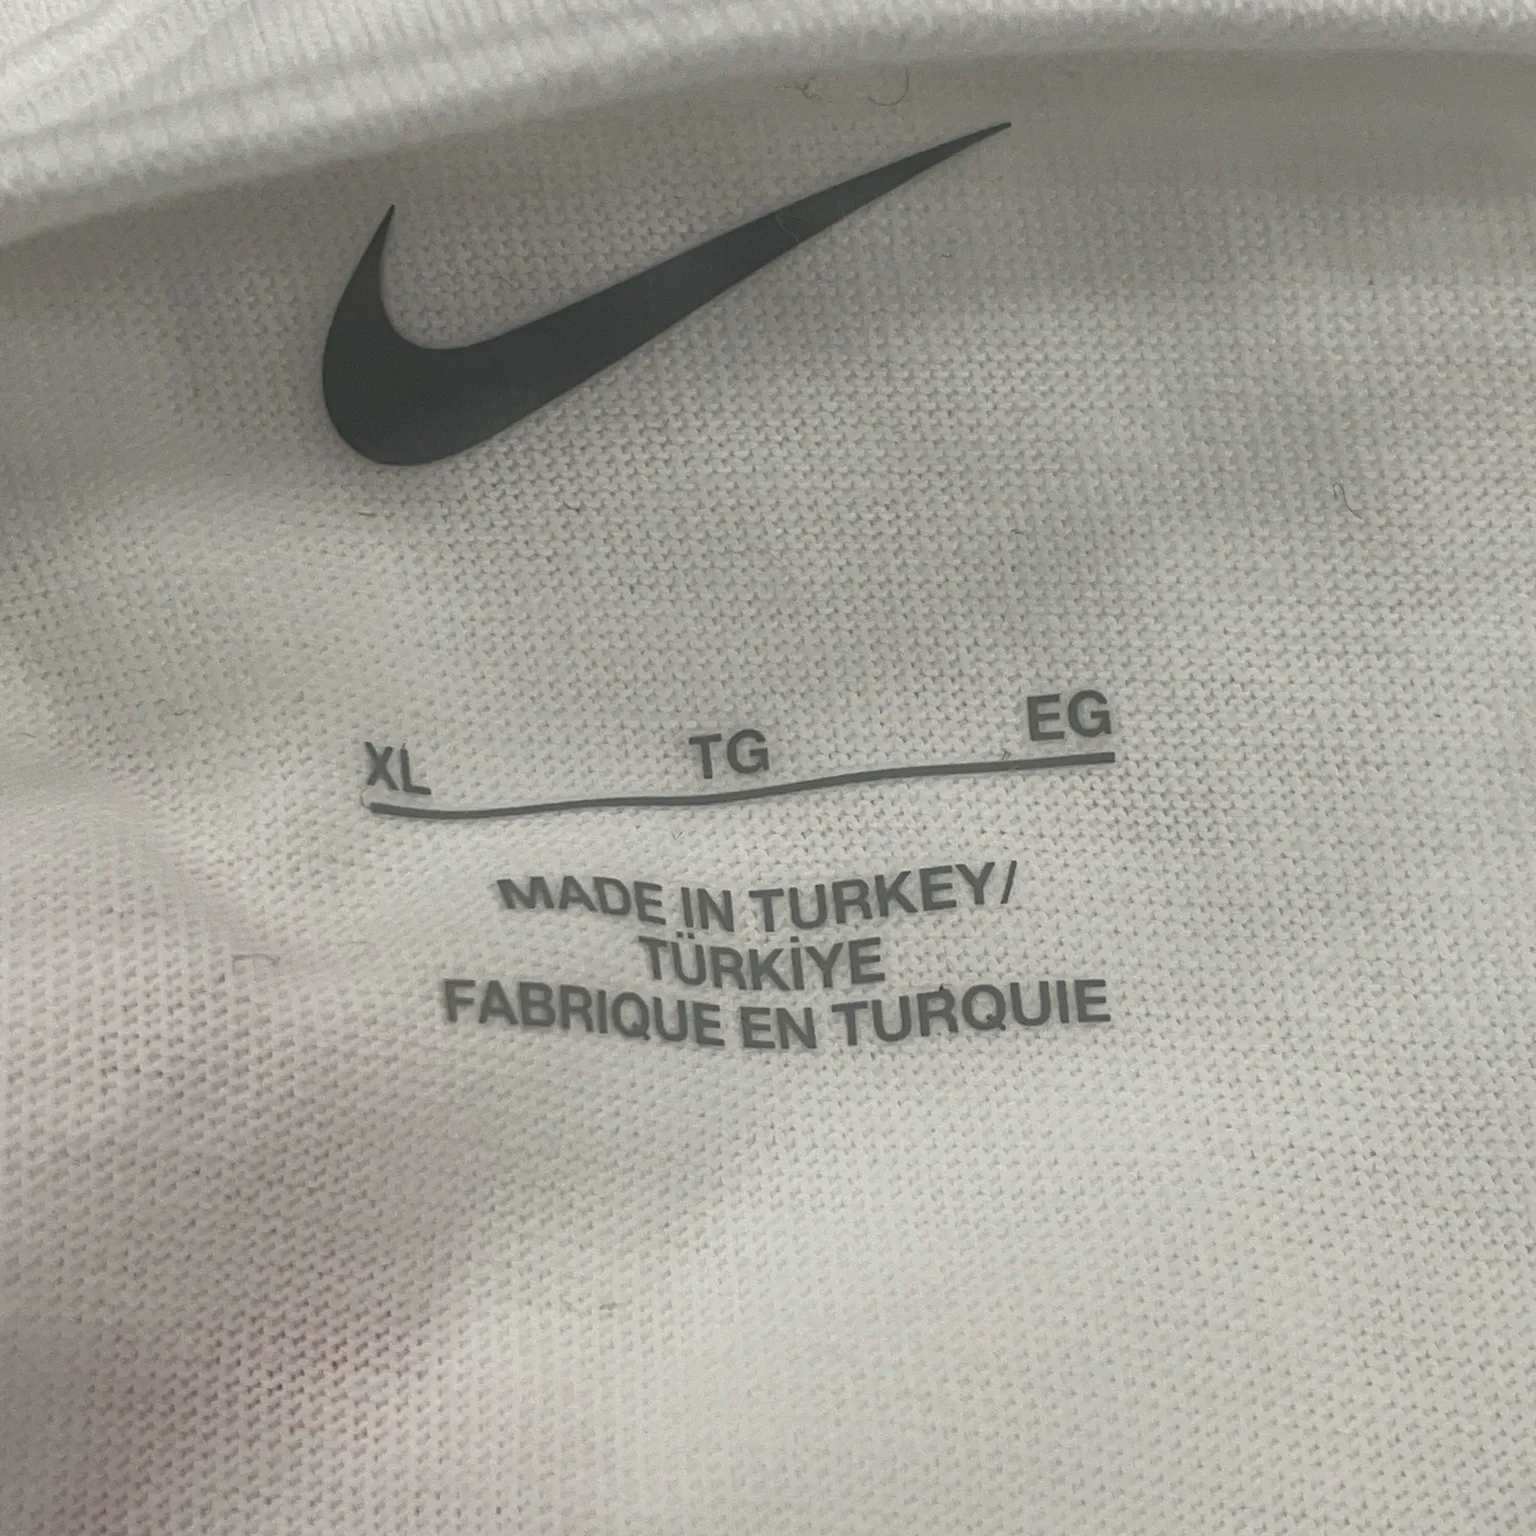 XL TG EG
MADE IN TURKEY/
TÜRKİYE
FABRIQUE EN TURQUIE